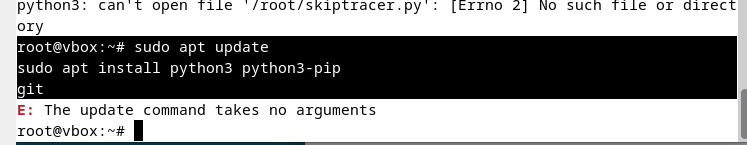 python3: can't open file '/root/skiptracer.py': [Errno 2] No such file or direct
ory
root@vbox:~# sudo apt update
sudo apt install python3 python3-pip
git
E: The update command takes no arguments
root@vbox:~#